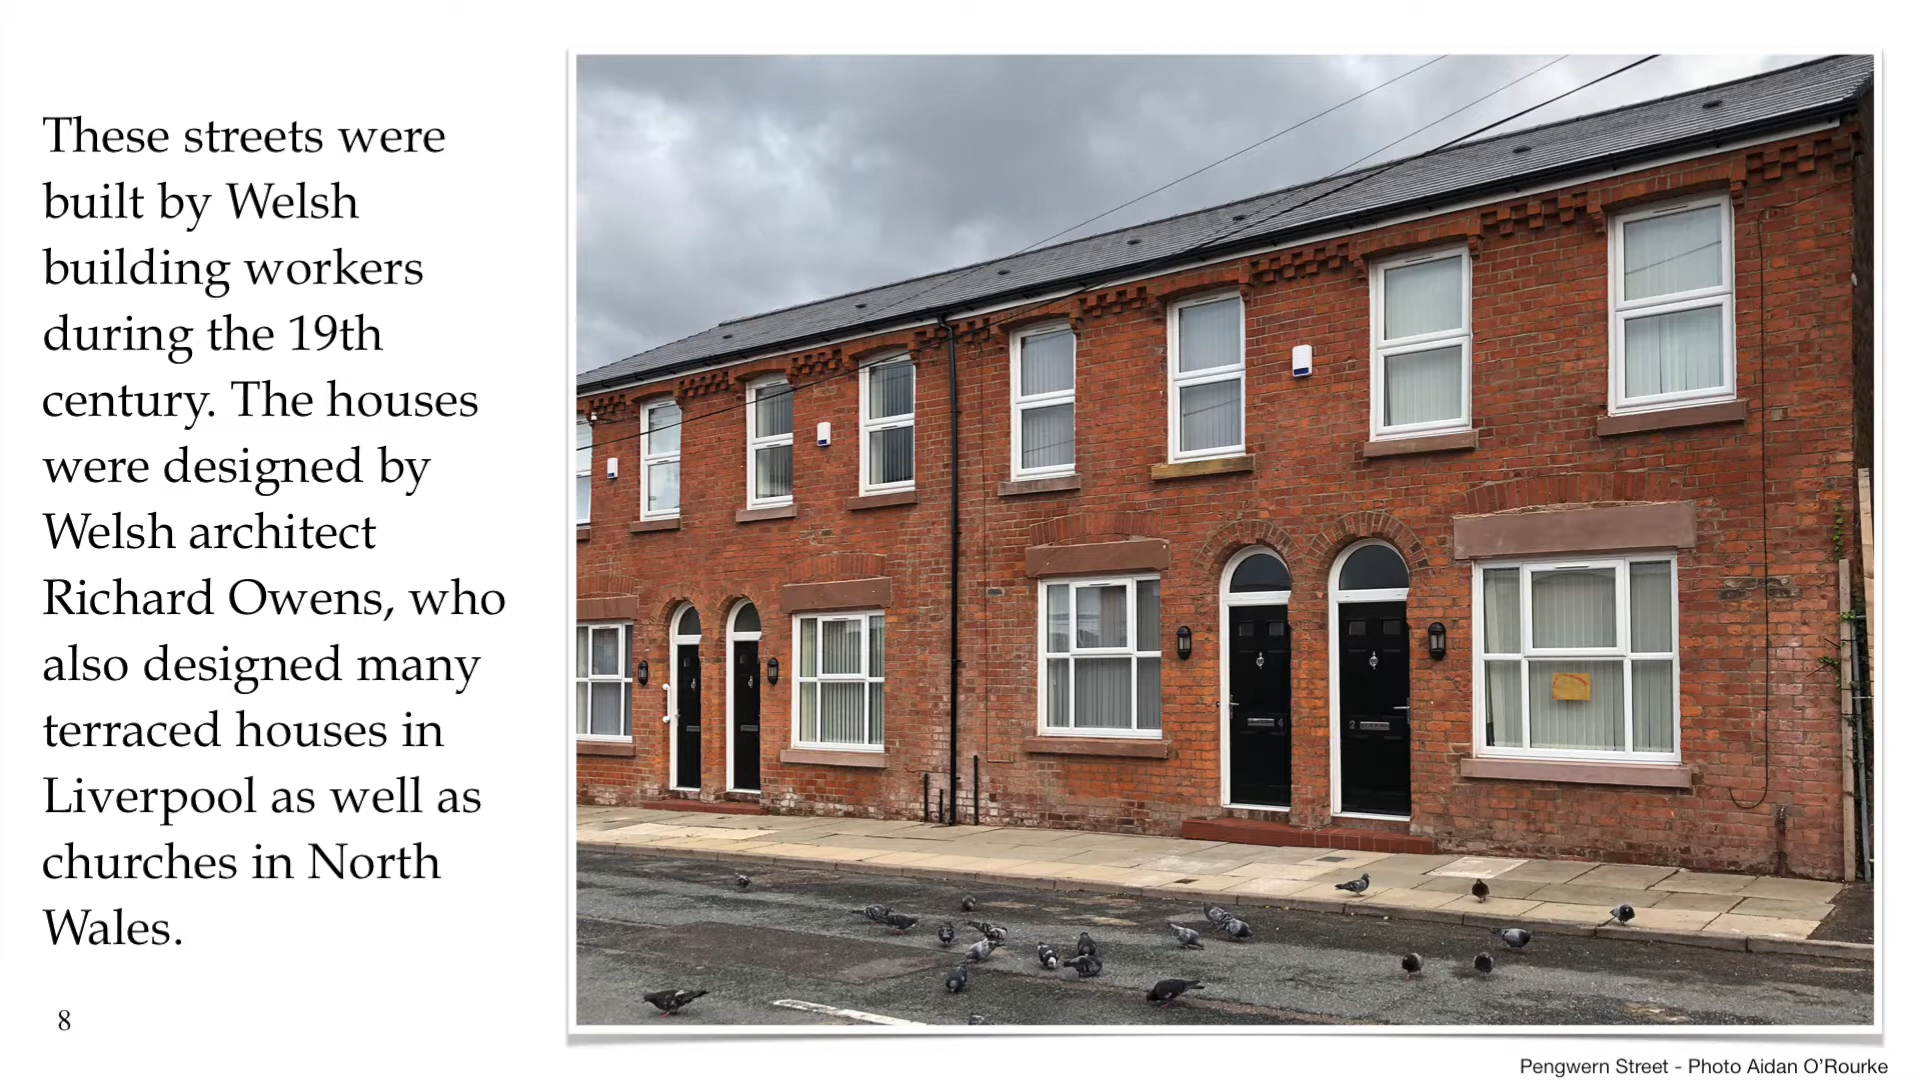 These streets were
built by Welsh
building workers
during the 19th
century. The houses
were designed by
Welsh architect
Richard Owens, who
also designed many
terraced houses in
Liverpool as well as
churches in North
Wales.
8
4
2
Pengwern Street - Photo Aidan O’Rourke